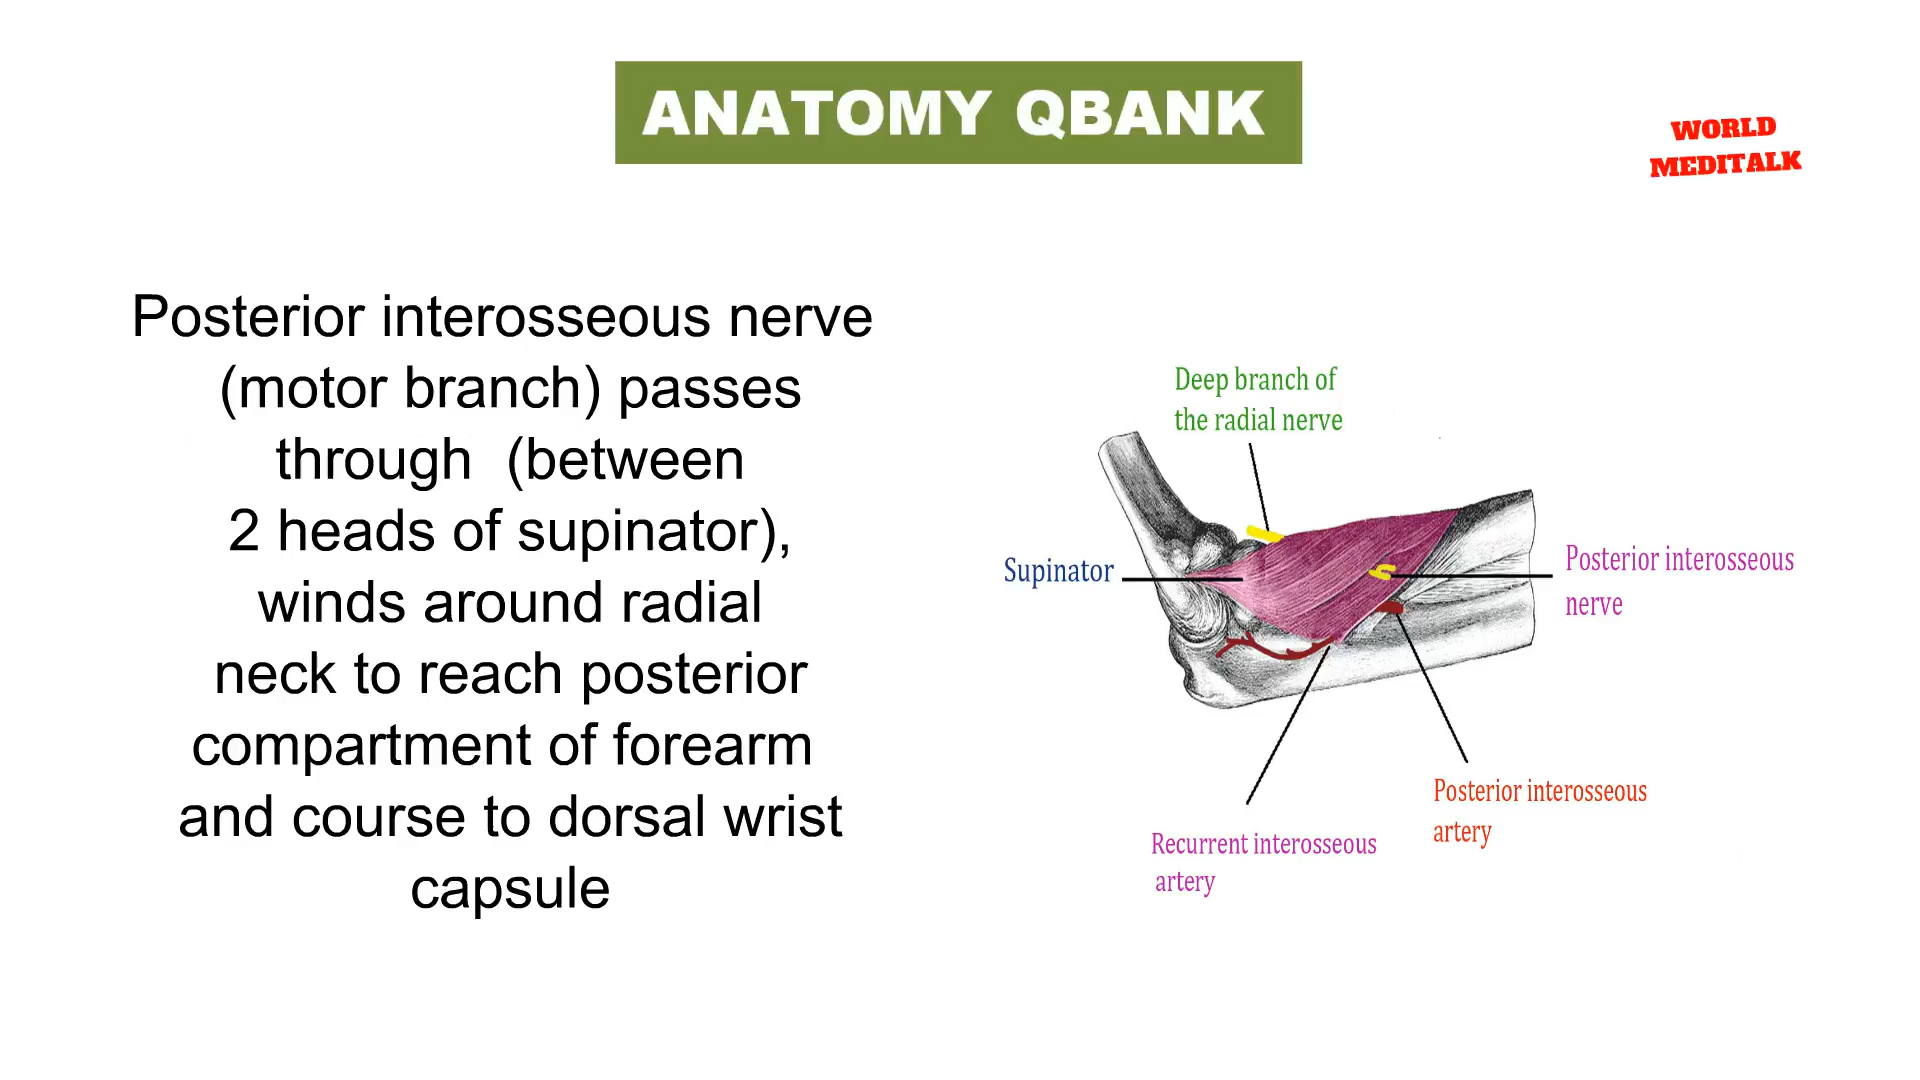 ANATOMY QBANK
WORLD
MEDITALK
Posterior interosseous nerve
(motor branch) passes
through (between
2 heads of supinator),
winds around radial
neck to reach posterior
compartment of forearm
and course to dorsal wrist
capsule
Deep branch of
the radial nerve
Supinator
Posterior interosseous
nerve
Posterior interosseous
artery
Recurrent interosseous
artery